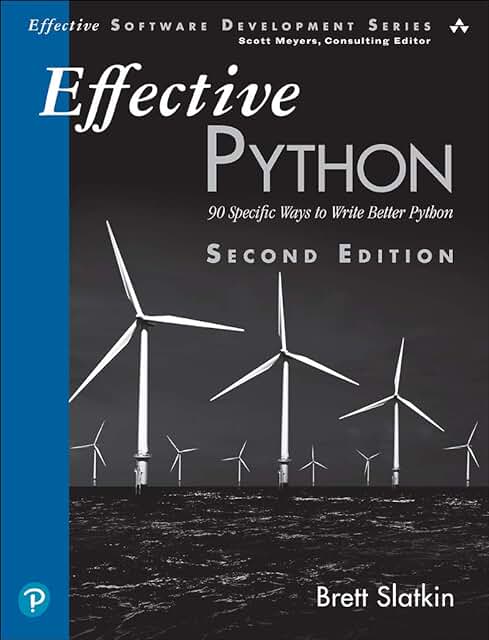 Effective SOFTWARE DEVELOPMENT SERIES
Scott Meyers, Consulting Editor
Effective
PYTHON
90 Specific Ways to Write Better Python
SECOND EDITION
Brett Slatkin
P